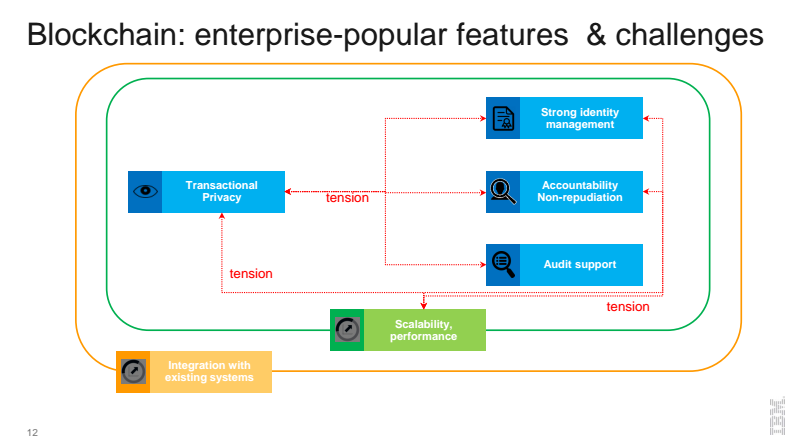 Blockchain: enterprise-popular features & challenges
Strong identity
management
Transactional
Privacy
tension
Accountability
Non-repudiation
tension
Audit support
tension
Scalability,
performance
Integration with
existing systems
12
IBM